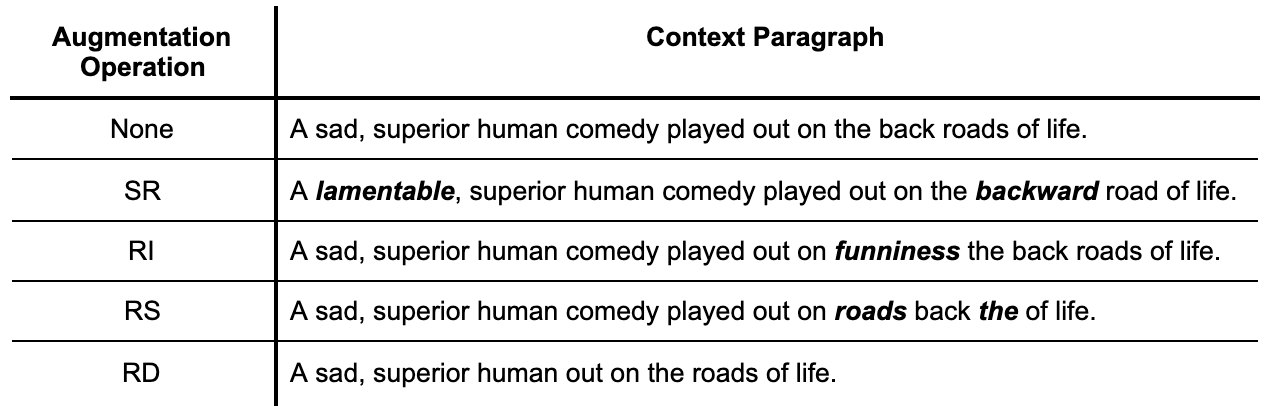 Augmentation Operation Context Paragraph
None A sad, superior human comedy played out on the back roads of life.
SR A lamentable, superior human comedy played out on the backward road of life.
RI A sad, superior human comedy played out on funniness the back roads of life.
RS A sad, superior human comedy played out on roads back the of life.
RD A sad, superior human out on the roads of life.